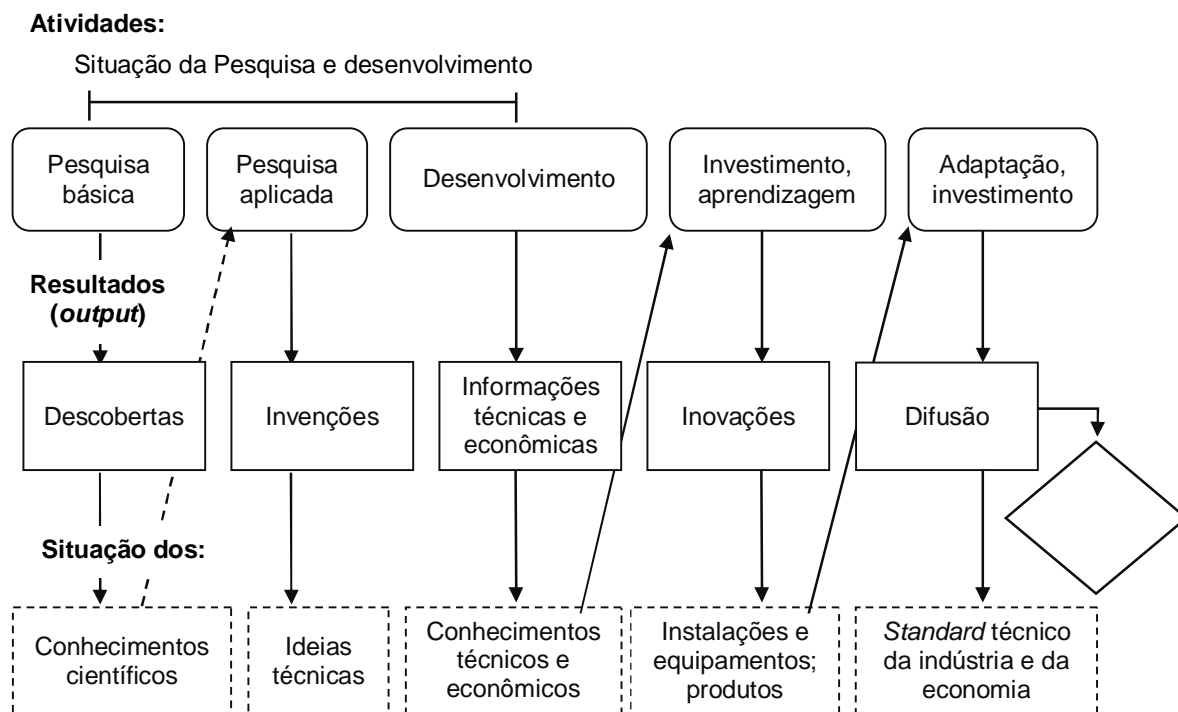 Atividades:
Situação da Pesquisa e desenvolvimento
Pesquisa
básica
Pesquisa
aplicada
Desenvolvimento
Investimento,
aprendizagem
Adaptação,
investimento
Resultados
(output)
Descobertas
Invenções
Informações
técnicas e
econômicas
Inovações
Difusão
Situação dos:
Conhecimentos
científicos
Ideias
técnicas
Conhecimentos
técnicos e
econômicos
Instalações e
equipamentos;
produtos
Standard técnico
da indústria e da
economia